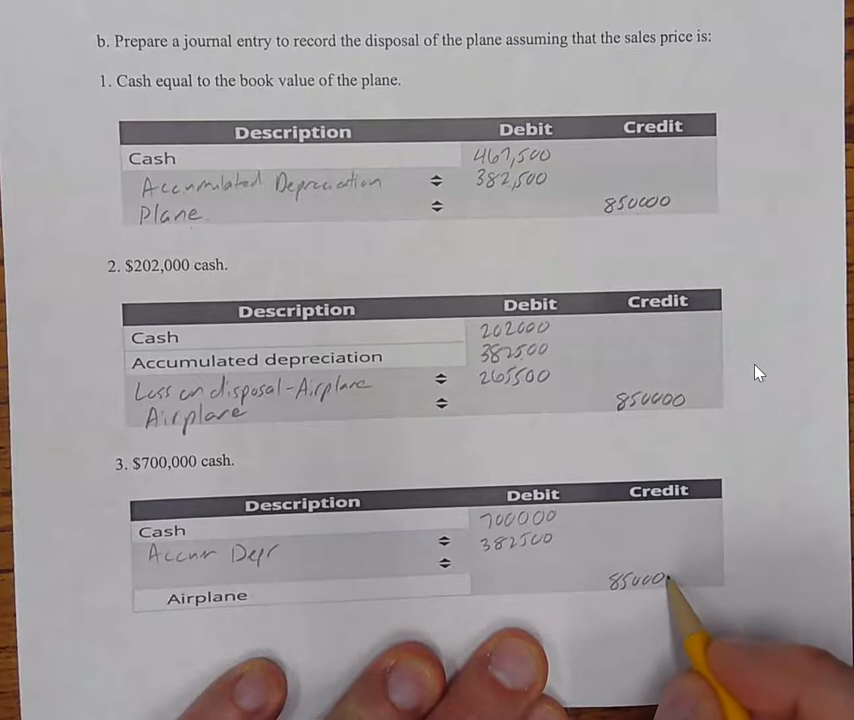 b. Prepare a journal entry to record the disposal of the plane assuming that the sales price is:
1. Cash equal to the book value of the plane.
Description Debit Credit
Cash 467,500
Accumulated Depreciation 382,500
Plane 850000
2. $202,000 cash.
Description Debit Credit
Cash 202000
Accumulated depreciation 382500
Loss on disposal-Airplane 265500
Airplane 850000
3. $700,000 cash.
Description Debit Credit
Cash 700000
Accum Depr 382500
Airplane 850000